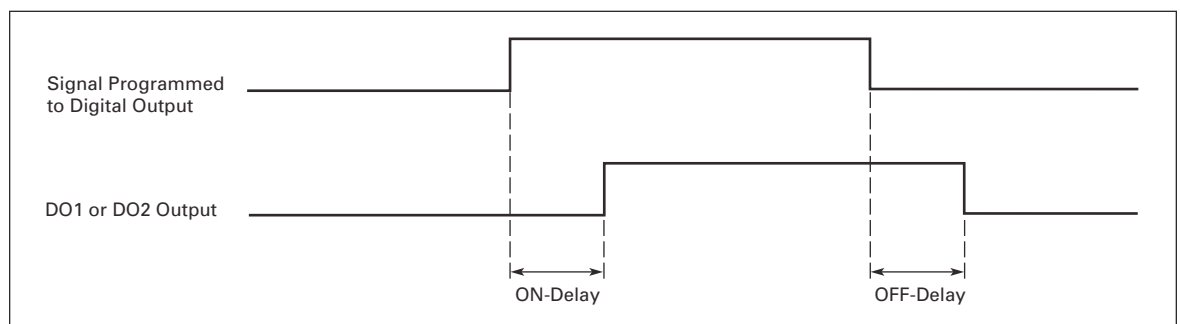 Signal Programmed
to Digital Output
DO1 or DO2 Output
ON-Delay
OFF-Delay